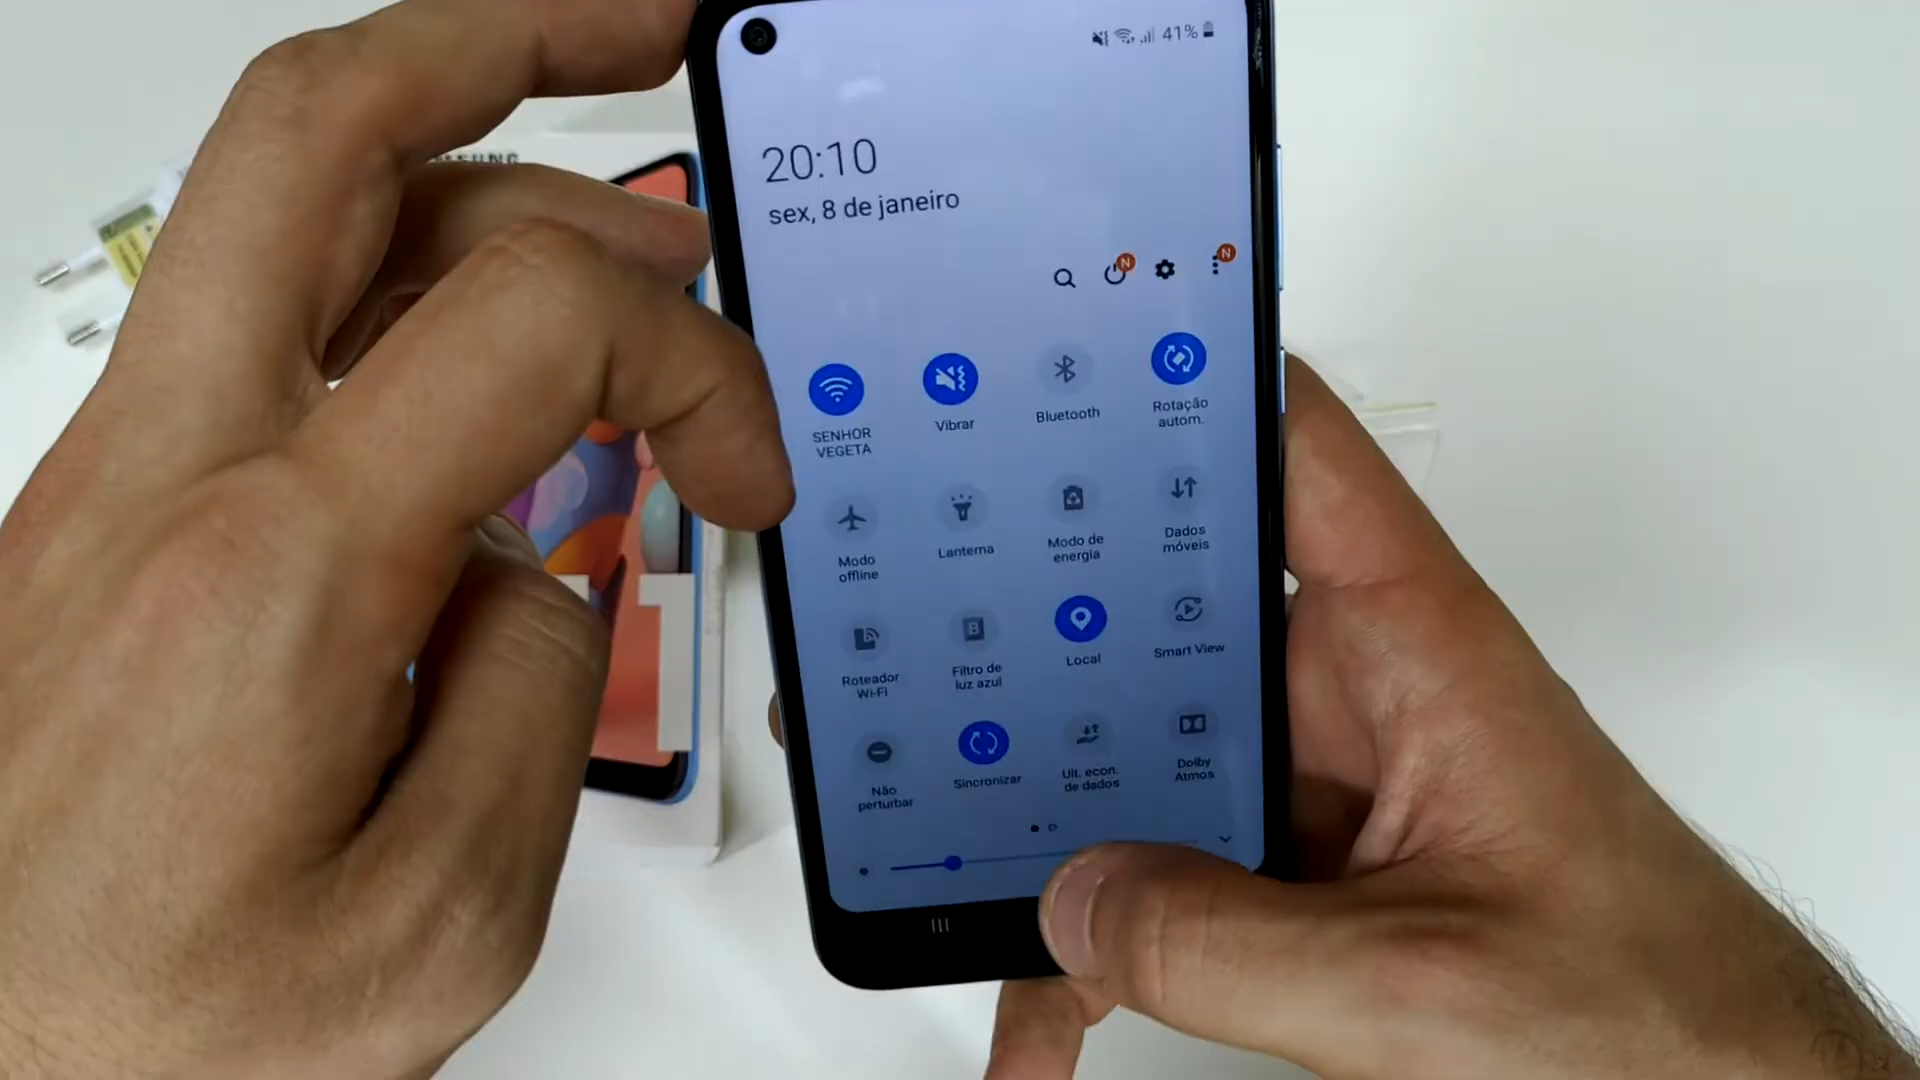 41%
20:10
sex, 8 de janeiro
N
N
SENHOR
VEGETA
Vibrar
Bluetooth
Rotação
autom.
Modo
offline
Lanterna
Modo de
energia
Dados
móveis
Roteador
Wi-Fi
B
Filtro de
luz azul
Local
Smart View
Não
perturbar
Sincronizar
Ult. econ.
de dados
Dolby
Atmos